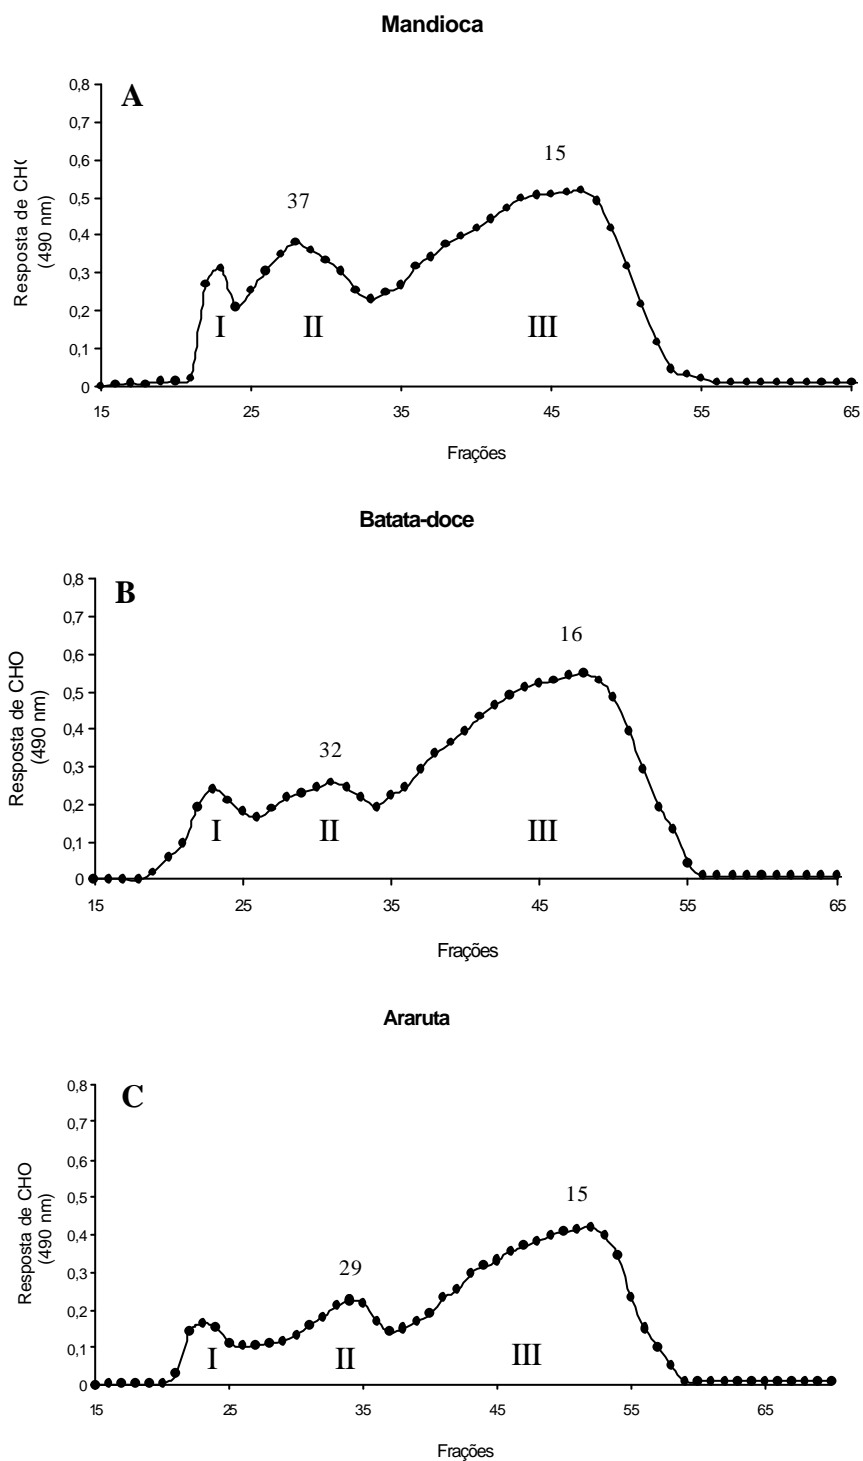 Mandioca
A
0,8
0,7
0,6
0,5
0,4
0,3
0,2
0,1
0
Resposta de CH(
(490 nm)
37
15
I
II
III
15
25
35
45
55
65
Frações
Batata-doce
B
0,8
0,7
0,6
0,5
0,4
0,3
0,2
0,1
0
Resposta de CHO
(490 nm)
32
16
I
II
III
15
25
35
45
55
65
Frações
Araruta
C
0,8
0,7
0,6
0,5
0,4
0,3
0,2
0,1
0
Resposta de CHO
(490 nm)
29
15
I
II
III
15
25
35
45
55
65
Frações